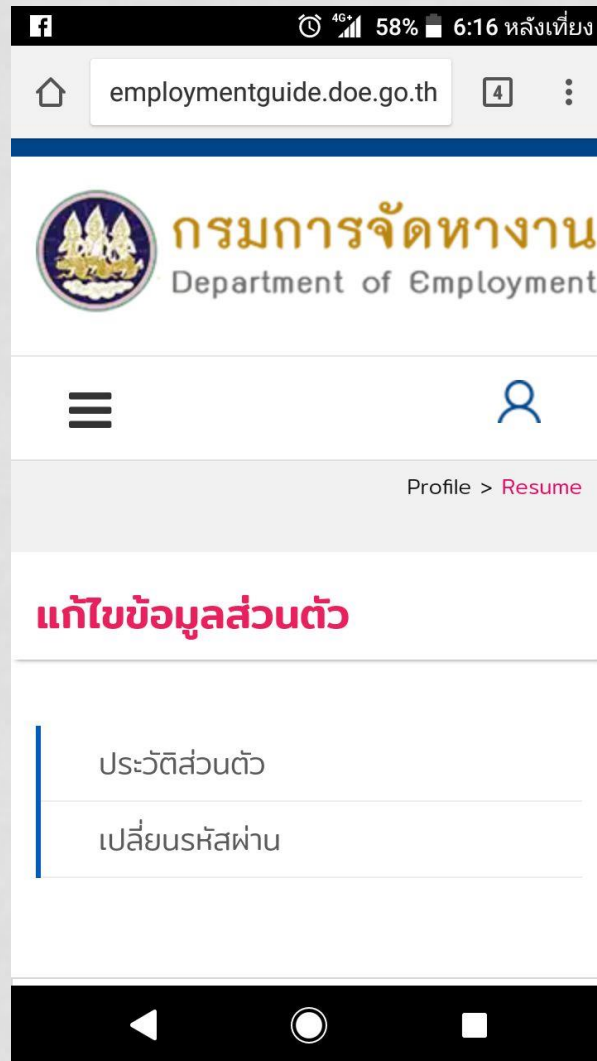 4G+ 58% 6:16 หลังเที่ยง
employmentguide.doe.go.th 4
กรมการจัดหางาน
Department of Employment
Profile > Resume
แก้ไขข้อมูลส่วนตัว
ประวัติส่วนตัว
เปลี่ยนรหัสผ่าน